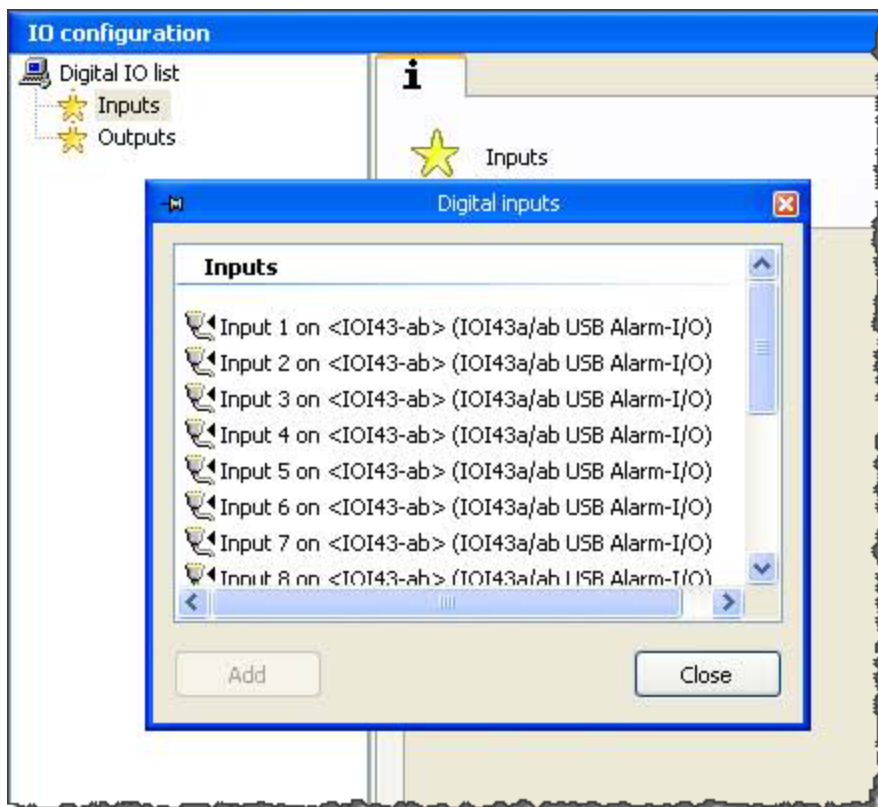 IO configuration
Digital IO list
Inputs
Outputs
i
Inputs
Digital inputs
Inputs
Input 1 on <IOI43-ab> (IOI43a/ab USB Alarm-I/O)
Input 2 on <IOI43-ab> (IOI43a/ab USB Alarm-I/O)
Input 3 on <IOI43-ab> (IOI43a/ab USB Alarm-I/O)
Input 4 on <IOI43-ab> (IOI43a/ab USB Alarm-I/O)
Input 5 on <IOI43-ab> (IOI43a/ab USB Alarm-I/O)
Input 6 on <IOI43-ab> (IOI43a/ab USB Alarm-I/O)
Input 7 on <IOI43-ab> (IOI43a/ab USB Alarm-I/O)
Input 8 on <IOI43-ab> (IOI43a/ab USB Alarm-I/O)
Add
Close